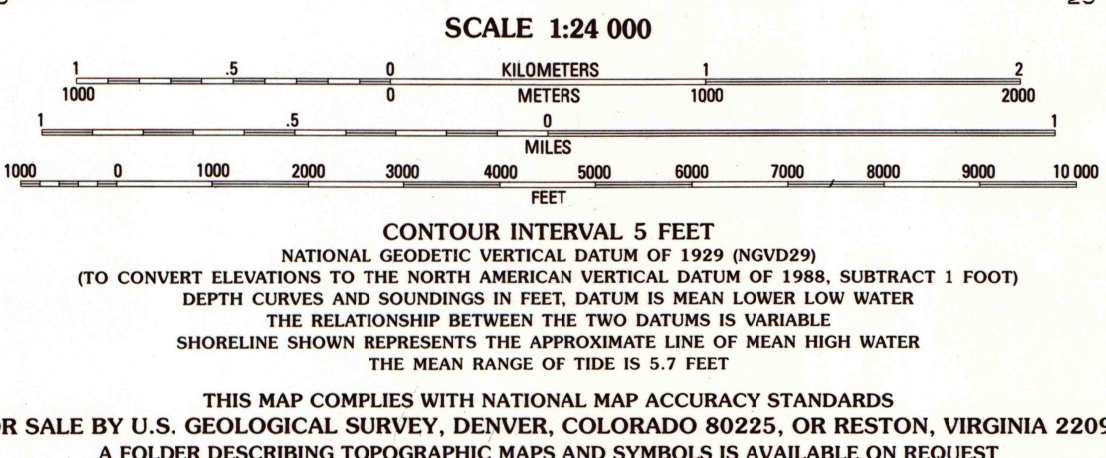 SCALE 1:24 000
1 .5 0 KILOMETERS 1 2
1000 0 METERS 1000 2000
1 .5 0 1
MILES
1000 0 1000 2000 3000 4000 5000 6000 7000 8000 9000 10 000
FEET
CONTOUR INTERVAL 5 FEET
NATIONAL GEODETIC VERTICAL DATUM OF 1929 (NGVD29)
(TO CONVERT ELEVATIONS TO THE NORTH AMERICAN VERTICAL DATUM OF 1988, SUBTRACT 1 FOOT)
DEPTH CURVES AND SOUNDINGS IN FEET, DATUM IS MEAN LOWER LOW WATER
THE RELATIONSHIP BETWEEN THE TWO DATUMS IS VARIABLE
SHORELINE SHOWN REPRESENTS THE APPROXIMATE LINE OF MEAN HIGH WATER
THE MEAN RANGE OF TIDE IS 5.7 FEET
THIS MAP COMPLIES WITH NATIONAL MAP ACCURACY STANDARDS
R SALE BY U.S. GEOLOGICAL SURVEY, DENVER, COLORADO 80225, OR RESTON, VIRGINIA 2209
A FOLDER DESCRIBING TOPOGRAPHIC MAPS AND SYMBOLS IS AVAILABLE ON REQUEST